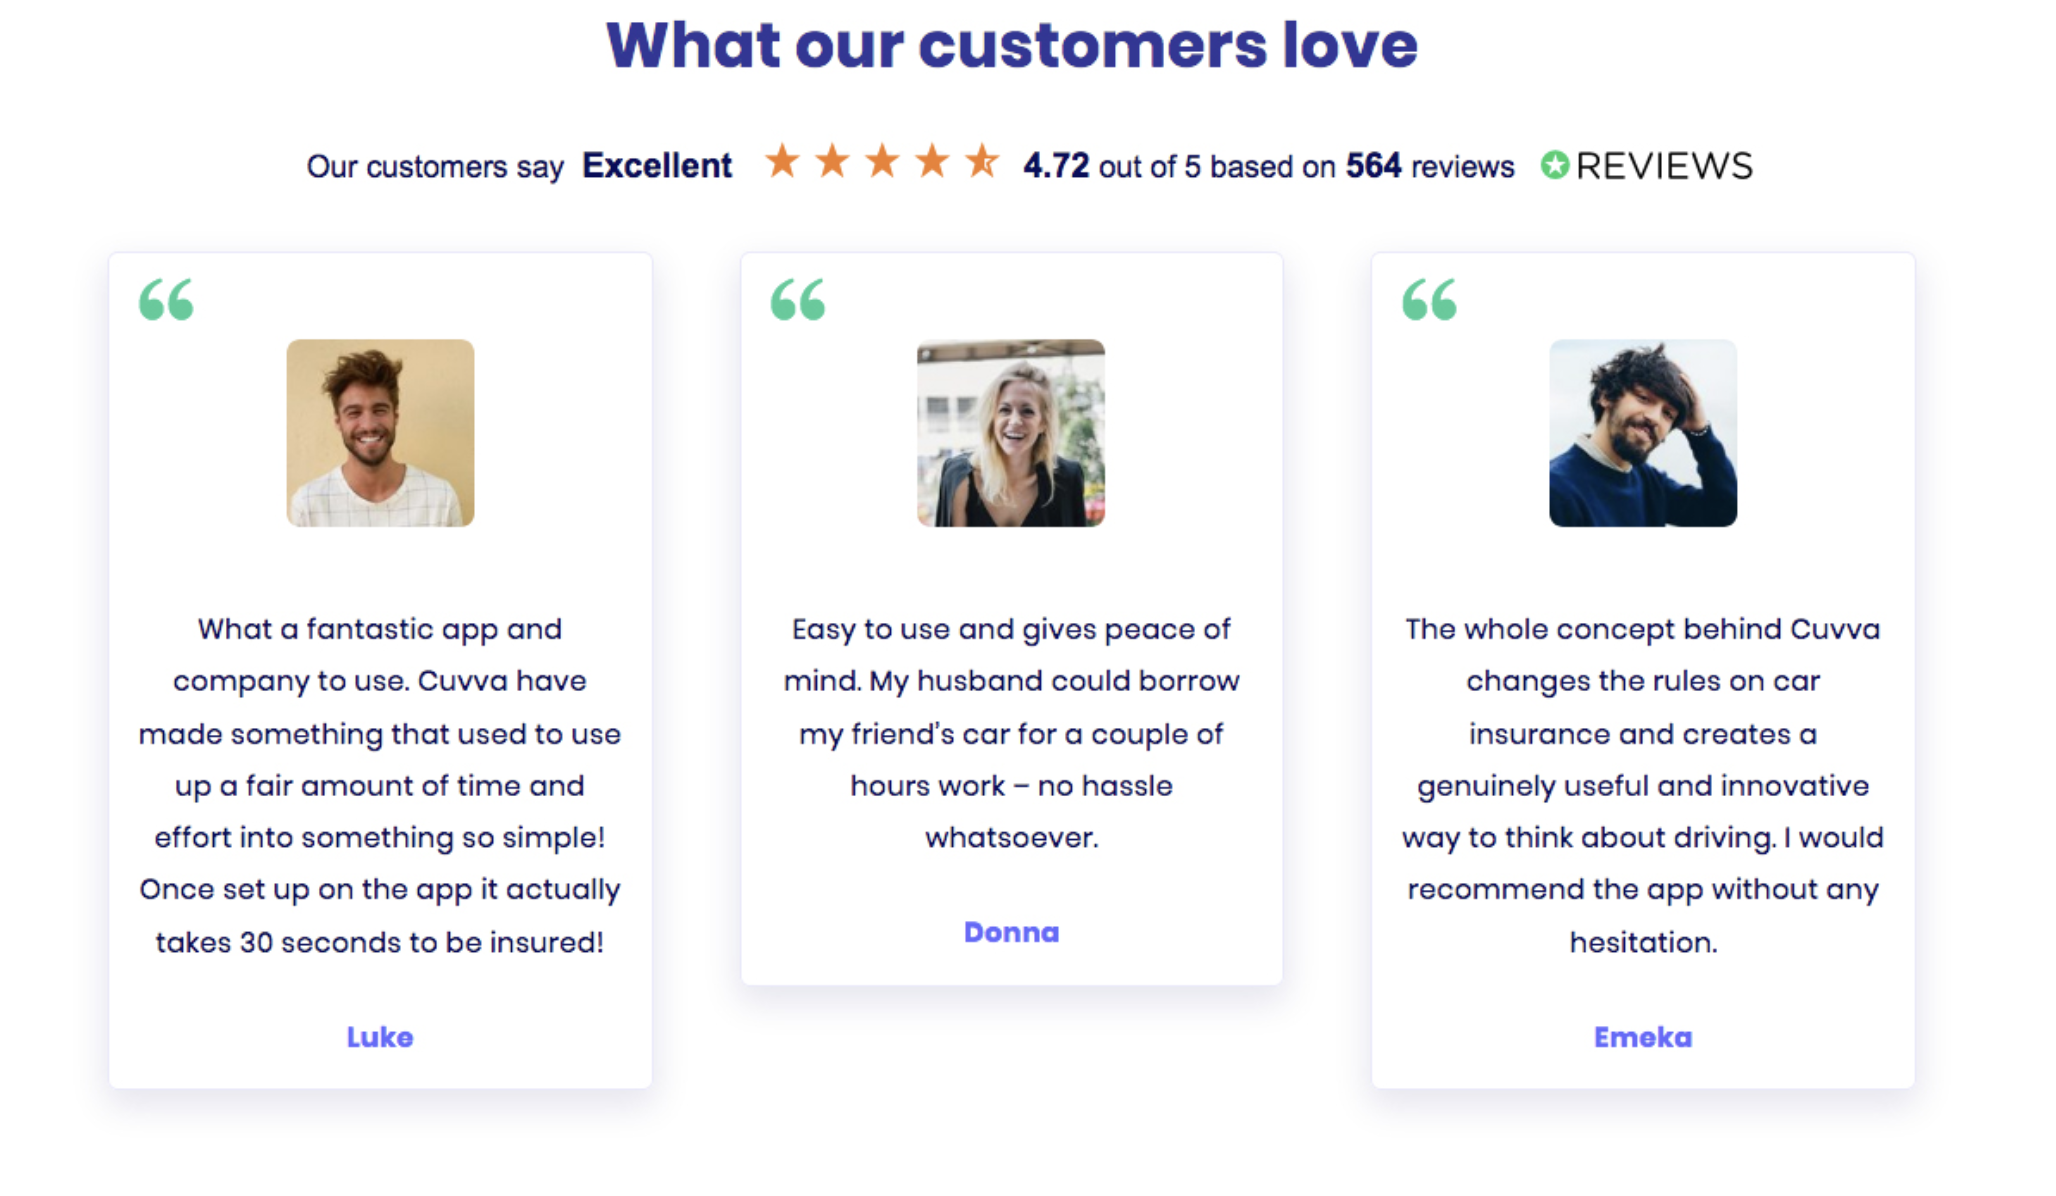 What our customers love
Our customers say Excellent 4.72 out of 5 based on 564 reviews REVIEWS
What a fantastic app and
company to use. Cuvva have
made something that used to use
up a fair amount of time and
effort into something so simple!
Once set up on the app it actually
takes 30 seconds to be insured!
Luke
Easy to use and gives peace of
mind. My husband could borrow
my friend's car for a couple of
hours work – no hassle
whatsoever.
Donna
The whole concept behind Cuvva
changes the rules on car
insurance and creates a
genuinely useful and innovative
way to think about driving. I would
recommend the app without any
hesitation.
Emeka